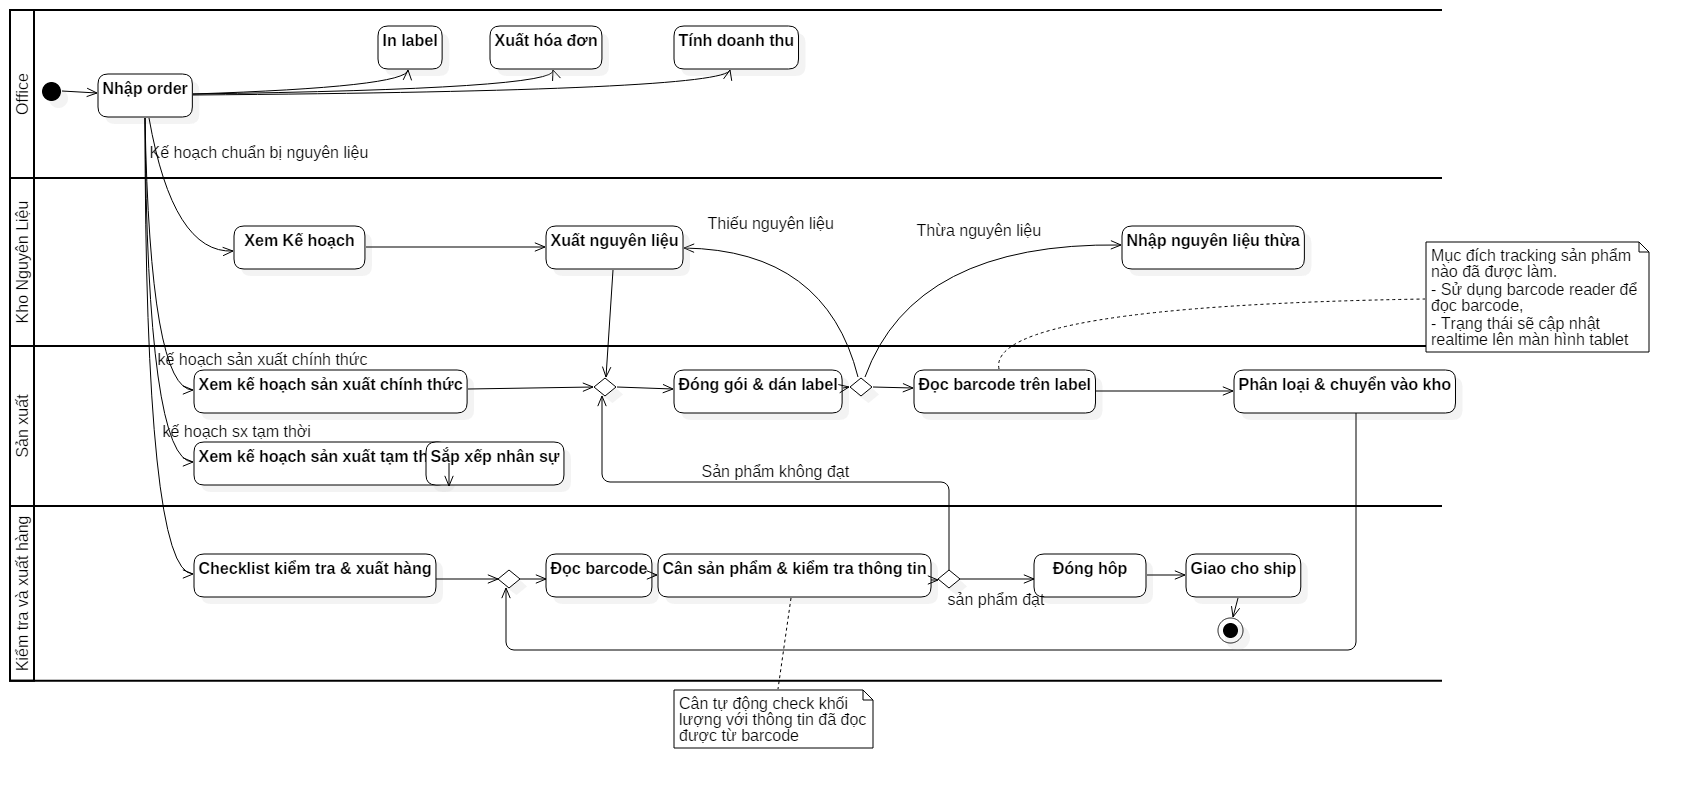 Office
In label
Xuất hóa đơn
Tính doanh thu
Nhập order
Kế hoạch chuẩn bị nguyên liệu
Kho Nguyên Liệu
Xem Kế hoạch
Xuất nguyên liệu
Thiếu nguyên liệu
Thừa nguyên liệu
Nhập nguyên liệu thừa
Mục đích tracking sản phẩm
nào đã được làm.
- Sử dụng barcode reader để
đọc barcode,
- Trạng thái sẽ cập nhật
realtime lên màn hình tablet
Sản xuất
kế hoạch sản xuất chính thức
Xem kế hoạch sản xuất chính thức
Đóng gói & dán label
Đọc barcode trên label
Phân loại & chuyển vào kho
kế hoạch sx tạm thời
Xem kế hoạch sản xuất tạm th
Sắp xếp nhân sự
Sản phẩm không đạt
Kiểm tra và xuất hàng
Checklist kiểm tra & xuất hàng
Đọc barcode
Cân sản phẩm & kiểm tra thông tin
Đóng hôp
Giao cho ship
sản phẩm đạt
Cân tự động check khối
lượng với thông tin đã đọc
được từ barcode